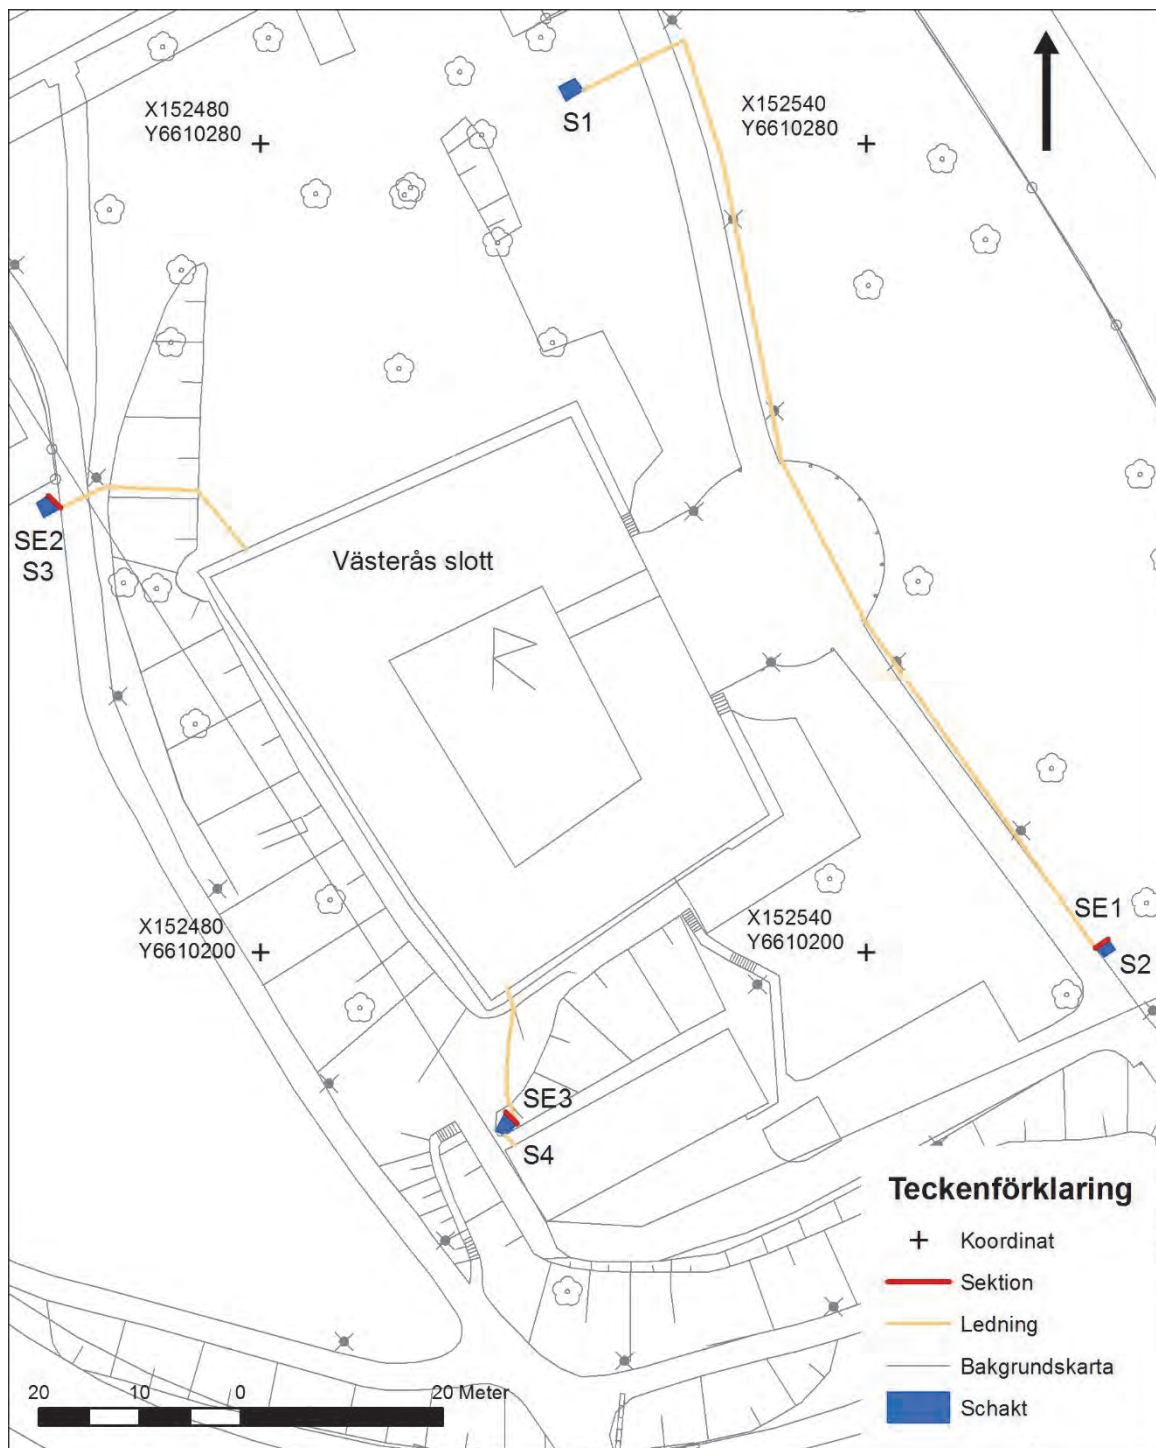 S1
X152480
Y6610280
X152540
Y6610280
SE2
S3
Västerås slott
X152480
Y6610200
X152540
Y6610200
SE1
S2
SE3
S4
Teckenförklaring
Koordinat
Sektion
Ledning
Bakgrundskarta
Schakt
20 10 0 20 Meter